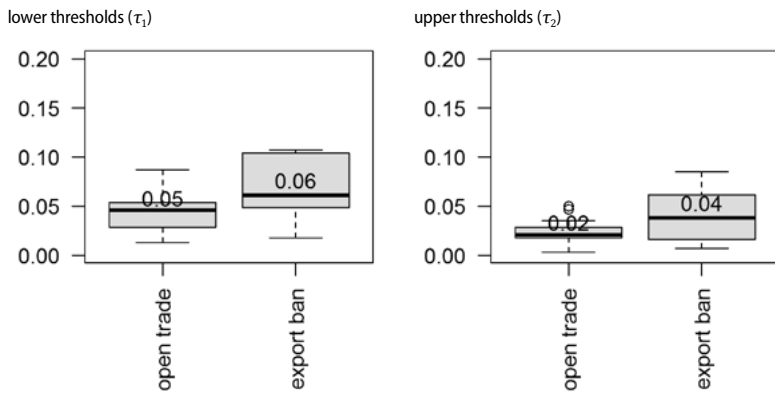 lower thresholds (τ1)
0.20
0.15
0.10
0.05
0.00
0.05
0.06
open trade
export ban
upper thresholds (τ2)
0.20
0.15
0.10
0.05
0.00
0.02
0.04
open trade
export ban